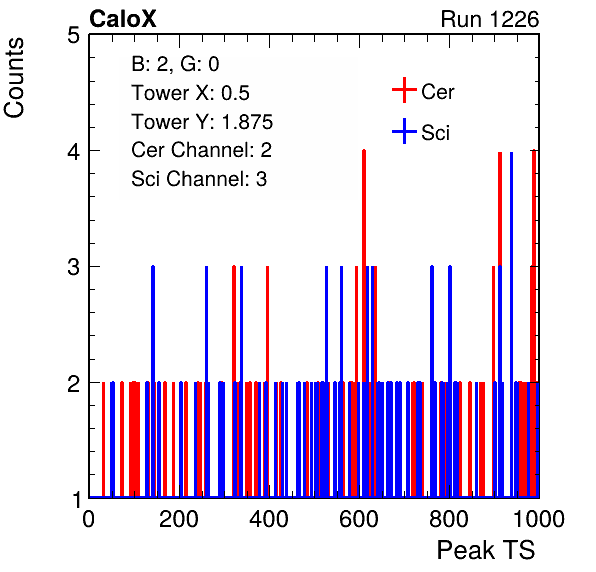 CaloX Run 1226
Counts
5
4
3
2
1
B: 2, G: 0
Tower X: 0.5
Tower Y: 1.875
Cer Channel: 2
Sci Channel: 3
Cer
Sci
0 200 400 600 800 1000
Peak TS